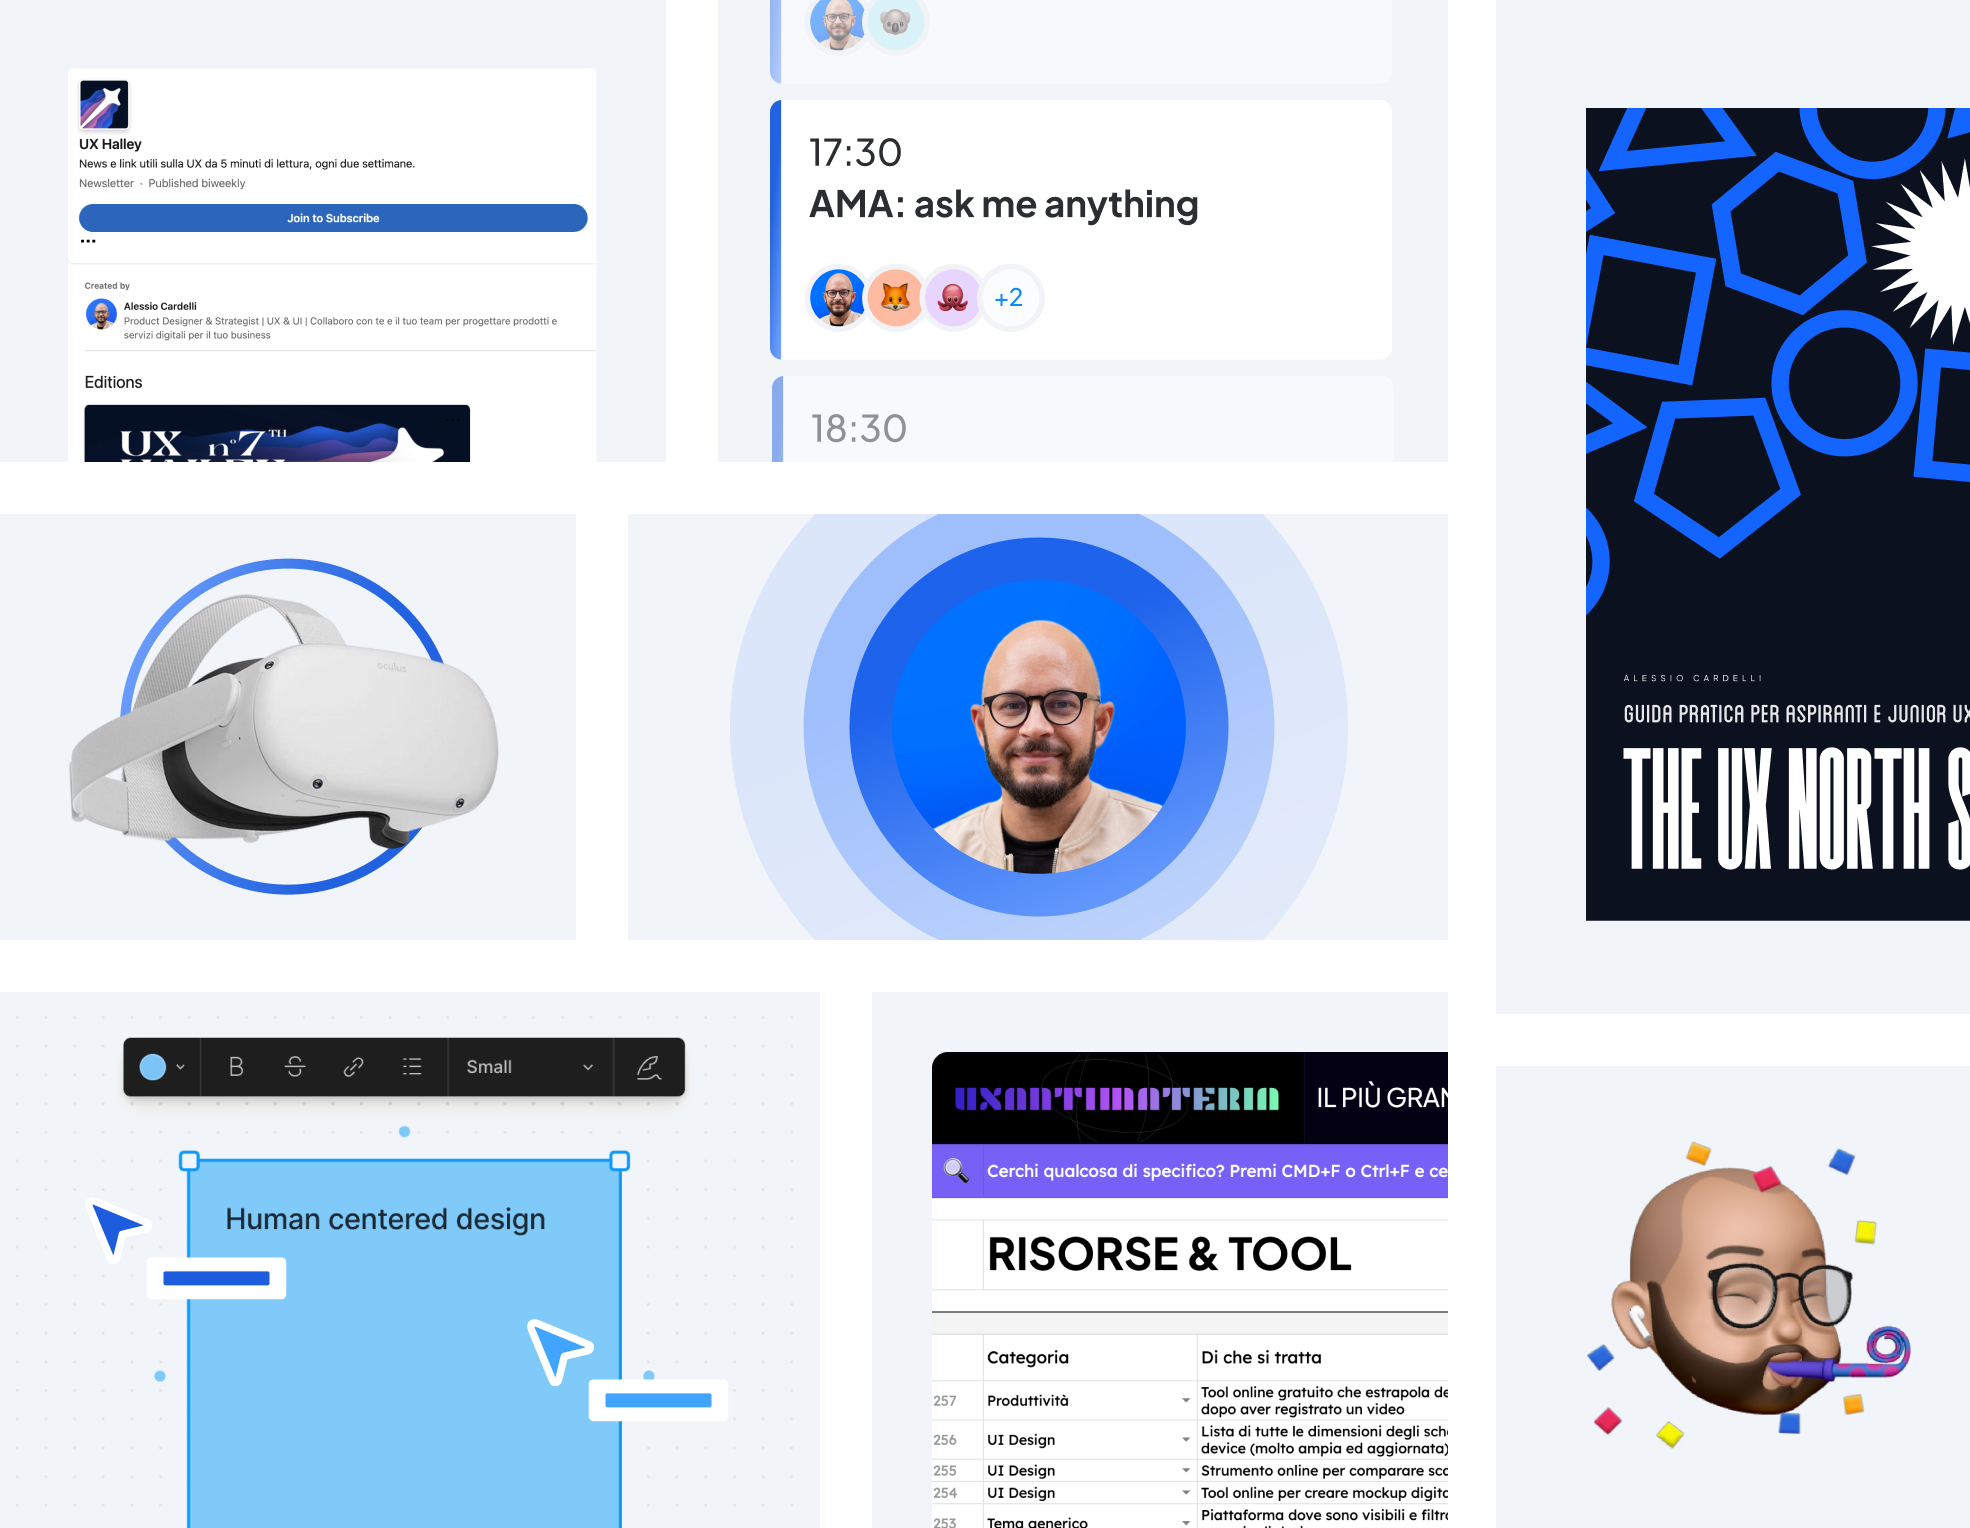 UX Halley
News e link utili sulla UX da 5 minuti di lettura, ogni due settimane.
Newsletter · Published biweekly
Join to Subscribe
Created by
Alessio Cardelli
Product Designer & Strategist | UX & UI | Collaboro con te e il tuo team per progettare prodotti e
servizi digitali per il tuo business
Editions
UX n°7TH
17:30
AMA: ask me anything
+2
18:30
oculus
ALESSIO CARDELLI
GUIDA PRATICA PER ASPIRANTI E JUNIOR UX
THE UX NORTH S
B S Small
Human centered design
UXANTIMATERIA
IL PIÙ GRAN
Cerchi qualcosa di specifico? Premi CMD+F o Ctrl+F e ce
RISORSE & TOOL
Categoria Di che si tratta
257 Produttività Tool online gratuito che estrapola de
dopo aver registrato un video
256 UI Design Lista di tutte le dimensioni degli sch
device (molto ampia ed aggiornata)
255 UI Design Strumento online per comparare sc
254 UI Design Tool online per creare mockup digit
253 Tema generico Piattaforma dove sono visibili e filtr